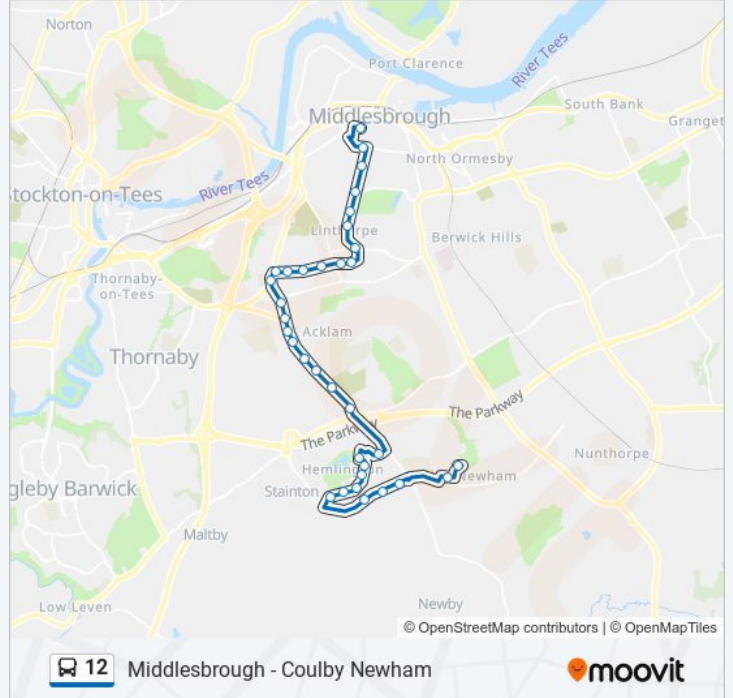 Norton
Port Clarence
River Tees
Middlesbrough
South Bank
Granget
North Ormesby
Stockton-on-Tees
River Tees
Linthorpe
Berwick Hills
Thornaby-
on-Tees
Acklam
Thornaby
The Parkway
The Parkway
Hemlington
Nunthorpe
Newham
gleby Barwick
Stainton
Maltby
Low Leven
Newby
© OpenStreetMap contributors | © OpenMapTiles
12 Middlesbrough - Coulby Newham
moovit